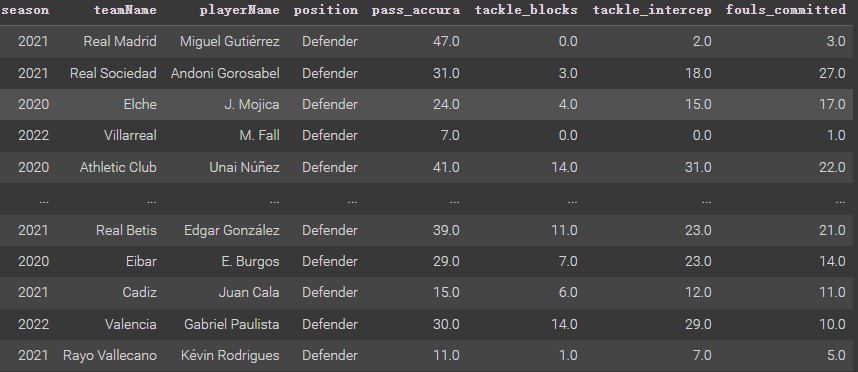 season teamName playerName position pass_accura tackle_blocks tackle_intercep fouls_committed
2021 Real Madrid Miguel Gutiérrez Defender 47.0 0.0 2.0 3.0
2021 Real Sociedad Andoni Gorosabel Defender 31.0 3.0 18.0 27.0
2020 Elche J. Mojica Defender 24.0 4.0 15.0 17.0
2022 Villarreal M. Fall Defender 7.0 0.0 0.0 1.0
2020 Athletic Club Unai Núñez Defender 41.0 14.0 31.0 22.0
... ... ... ... ... ... ... ...
2021 Real Betis Edgar González Defender 39.0 11.0 23.0 21.0
2020 Eibar E. Burgos Defender 29.0 7.0 23.0 14.0
2021 Cadiz Juan Cala Defender 15.0 6.0 12.0 11.0
2022 Valencia Gabriel Paulista Defender 30.0 14.0 29.0 10.0
2021 Rayo Vallecano Kévin Rodrigues Defender 11.0 1.0 7.0 5.0